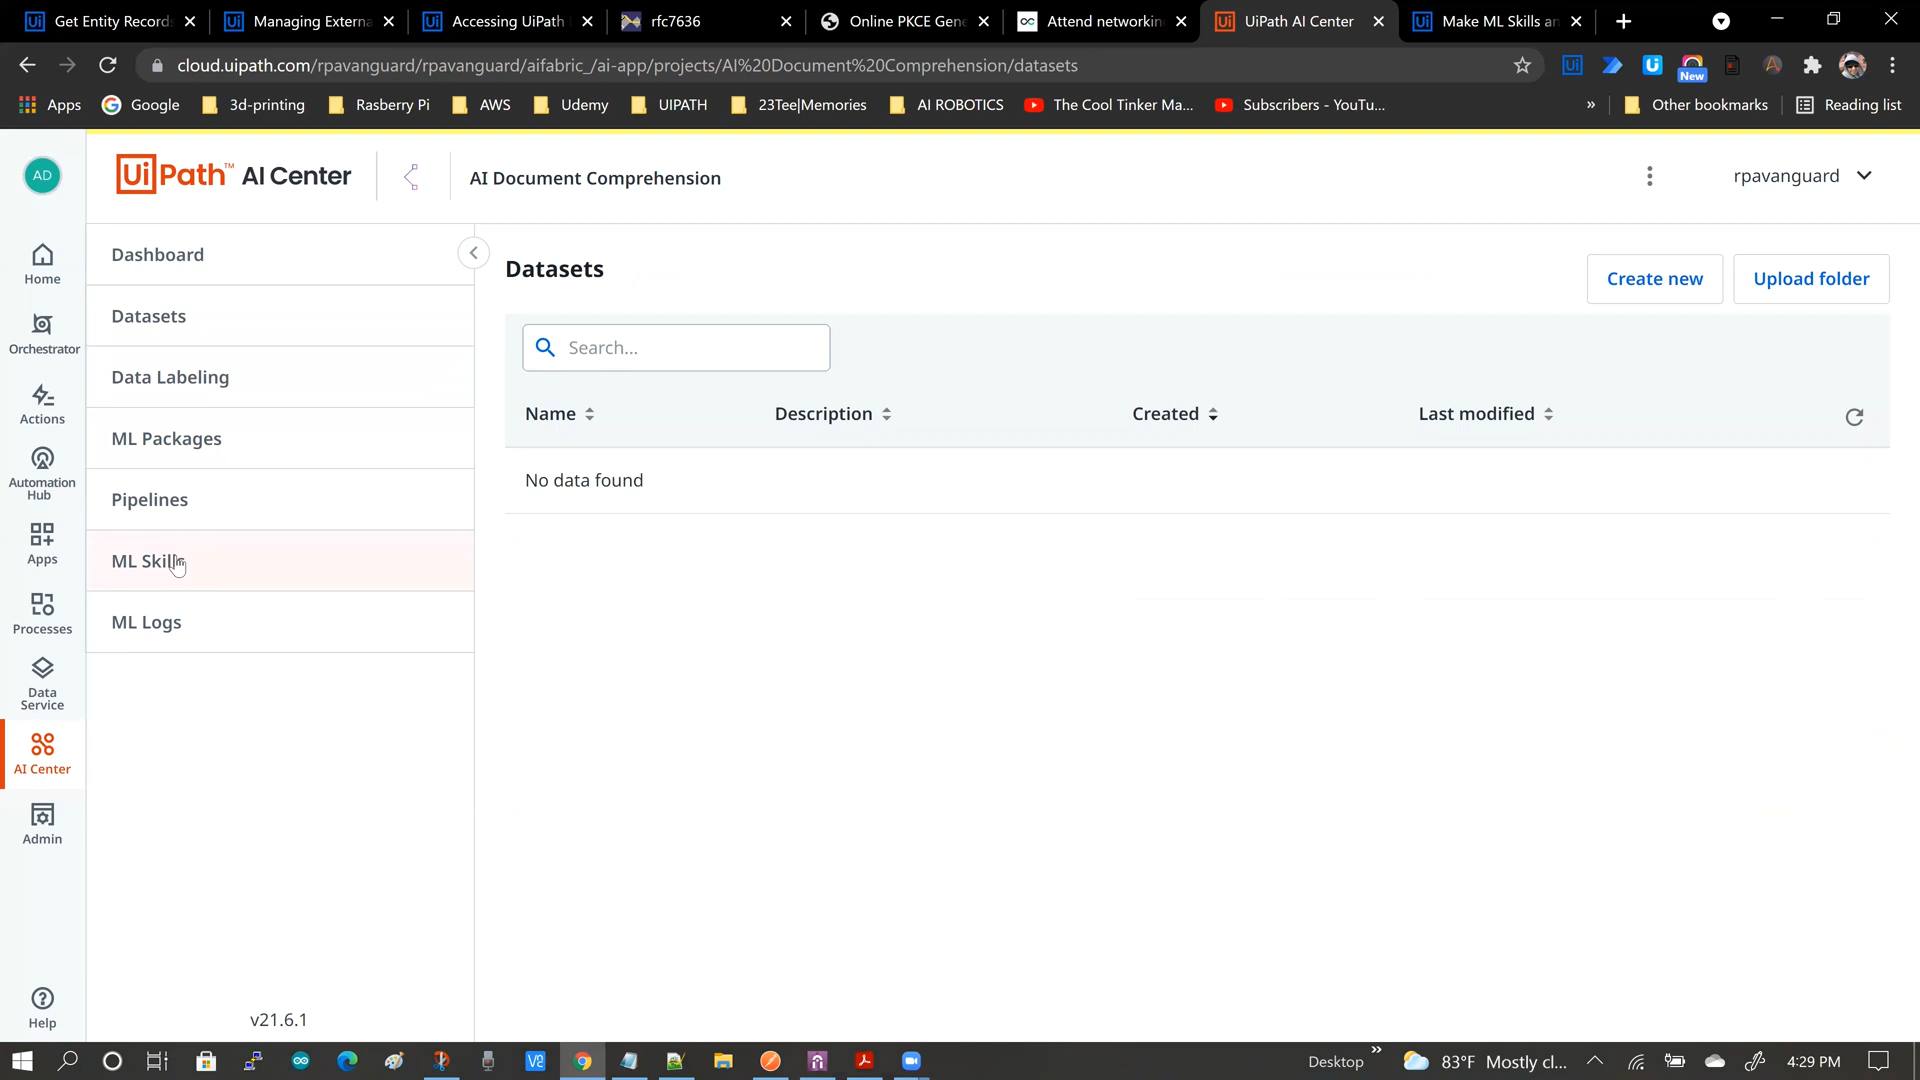 Get Entity Records
Managing Externa
Accessing UiPath
rfc7636
Online PKCE Gene
Attend networkin
UiPath AI Center
Make ML Skills an
cloud.uipath.com/rpavanguard/rpavanguard/aifabric_/ai-app/projects/AI%20Document%20Comprehension/datasets
New
Apps
Google
3d-printing
Rasberry Pi
AWS
Udemy
UIPATH
23Tee|Memories
AI ROBOTICS
The Cool Tinker Ma...
Subscribers - YouTu...
»
Other bookmarks
Reading list
AD
UiPath™ AI Center
AI Document Comprehension
rpavanguard
Home
Orchestrator
Actions
Automation
Hub
Apps
Processes
Data
Service
AI Center
Admin
Help
Dashboard
Datasets
Data Labeling
ML Packages
Pipelines
ML Skills
ML Logs
v21.6.1
Datasets
Create new
Upload folder
Search...
Name
Description
Created
Last modified
No data found
Desktop
»
83°F Mostly cl...
4:29 PM